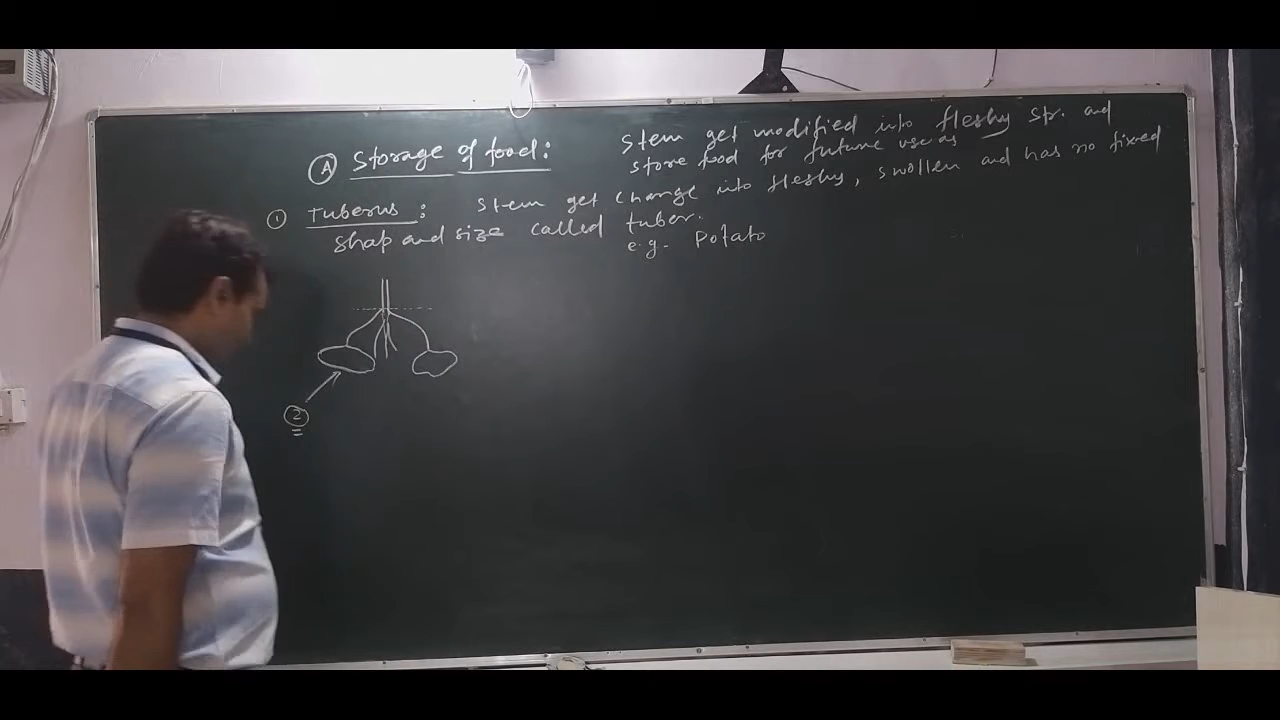 (A) Storage of food: Stem get modified into fleshy str. and
store food for future use as
(1) Tuberus: Stem get change into fleshy, swollen and has no fixed
shap and size called tuber.
e.g. Potato
(2)